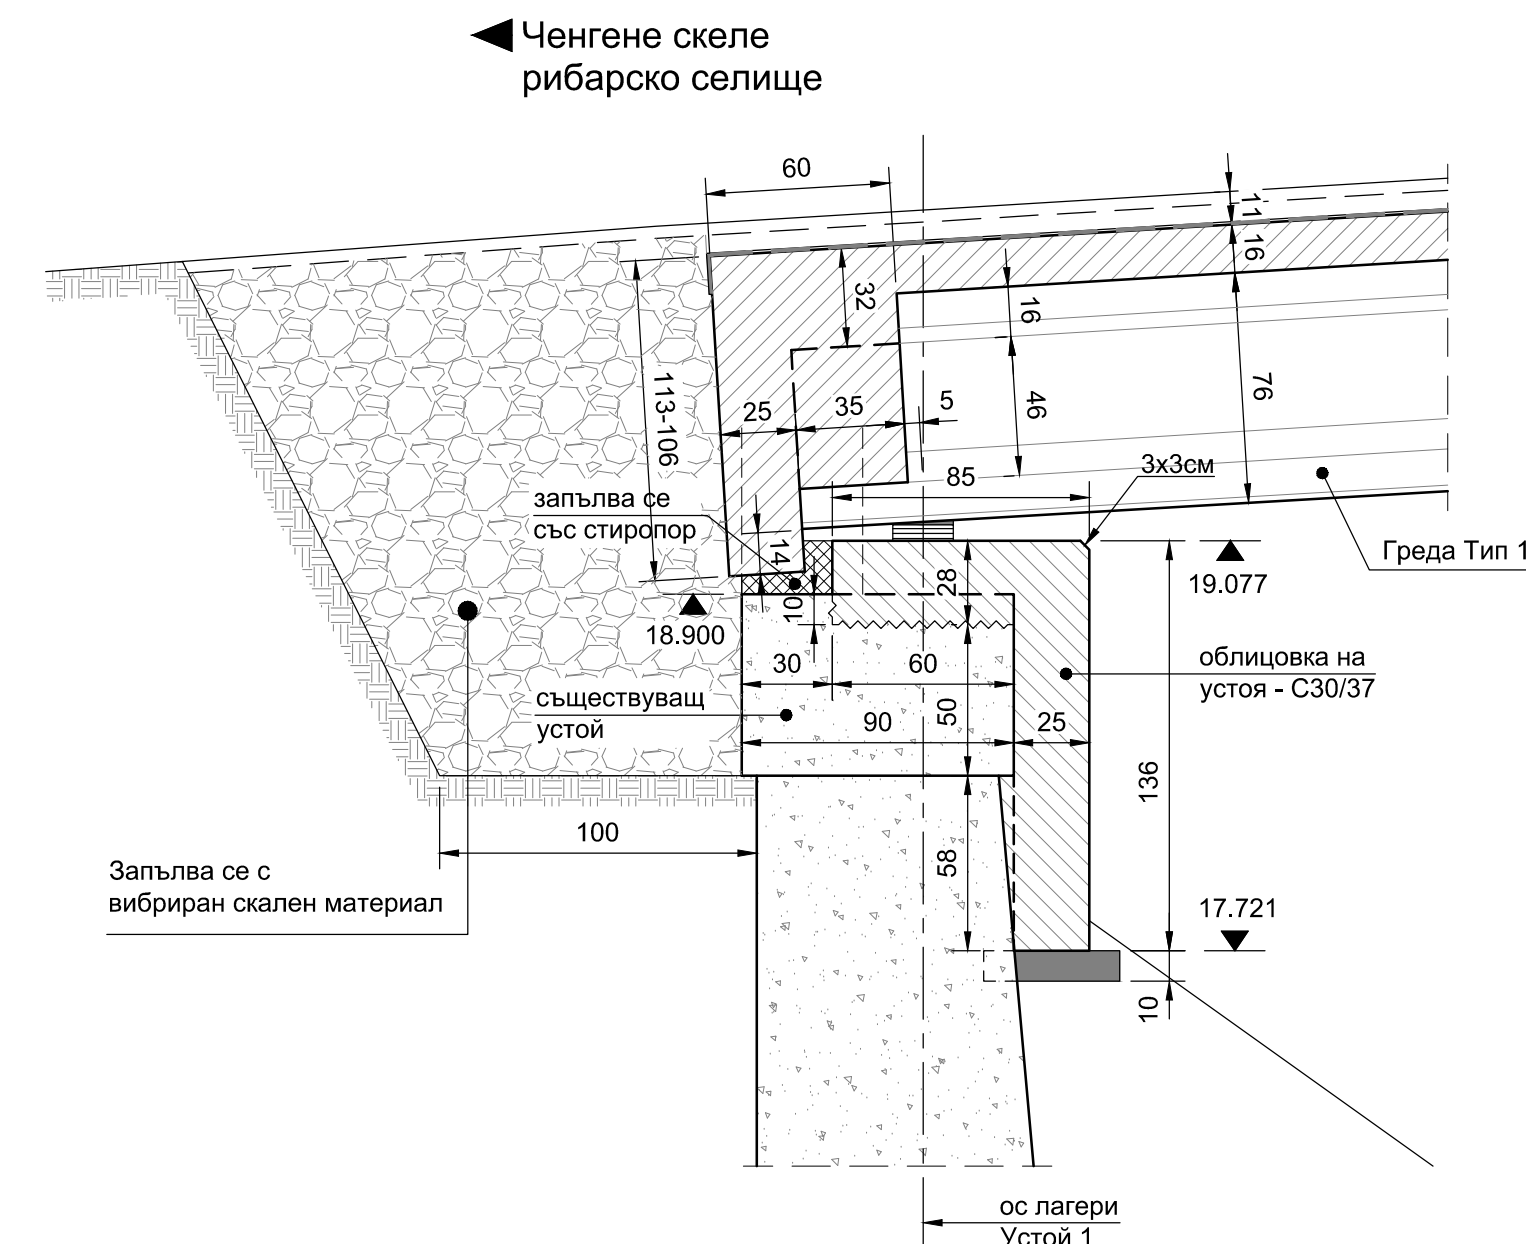 Ченгене скеле
рибарско селище
60
11
16
32
16
113-106
25
35
5
46
76
85
3x3см
запълва се
със стиропор
14
28
Греда Тип 1
19.077
10
18.900
30
60
облицовка на
устоя - C30/37
съществуващ
устой
90
50
25
136
100
58
Запълва се с
вибриран скален материал
17.721
10
ос лагери
Устой 1